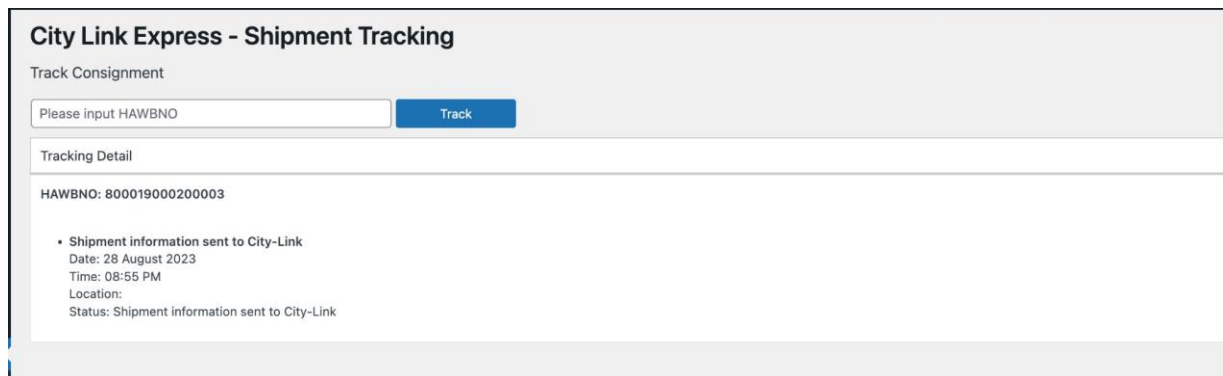 City Link Express - Shipment Tracking
Track Consignment
Please input HAWBNO
Track
Tracking Detail
HAWBNO: 800019000200003
• Shipment information sent to City-Link
Date: 28 August 2023
Time: 08:55 PM
Location:
Status: Shipment information sent to City-Link